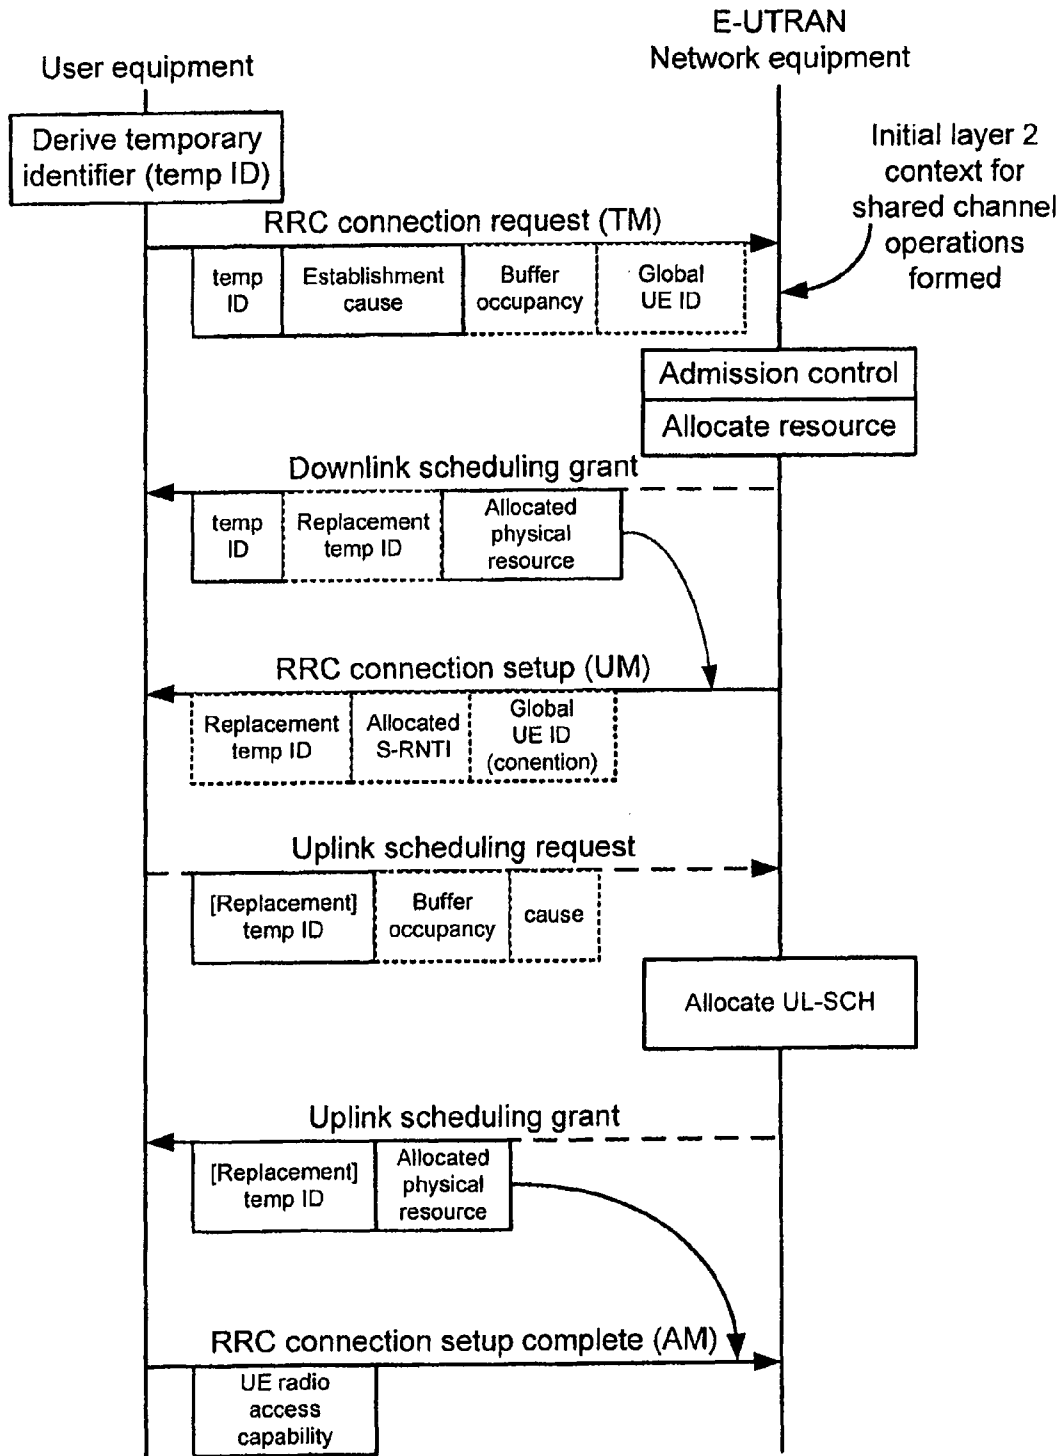 E-UTRAN
Network equipment
User equipment
Derive temporary
identifier (temp ID)
Initial layer 2
context for
shared channel
operations
formed
RRC connection request (TM)
temp
ID
Establishment
cause
Buffer
occupancy
Global
UE ID
Admission control
Allocate resource
Downlink scheduling grant
temp
ID
Replacement
temp ID
Allocated
physical
resource
RRC connection setup (UM)
Replacement
temp ID
Allocated
S-RNTI
Global
UE ID
(conention)
Uplink scheduling request
[Replacement]
temp ID
Buffer
occupancy
cause
Allocate UL-SCH
Uplink scheduling grant
[Replacement]
temp ID
Allocated
physical
resource
RRC connection setup complete (AM)
UE radio
access
capability